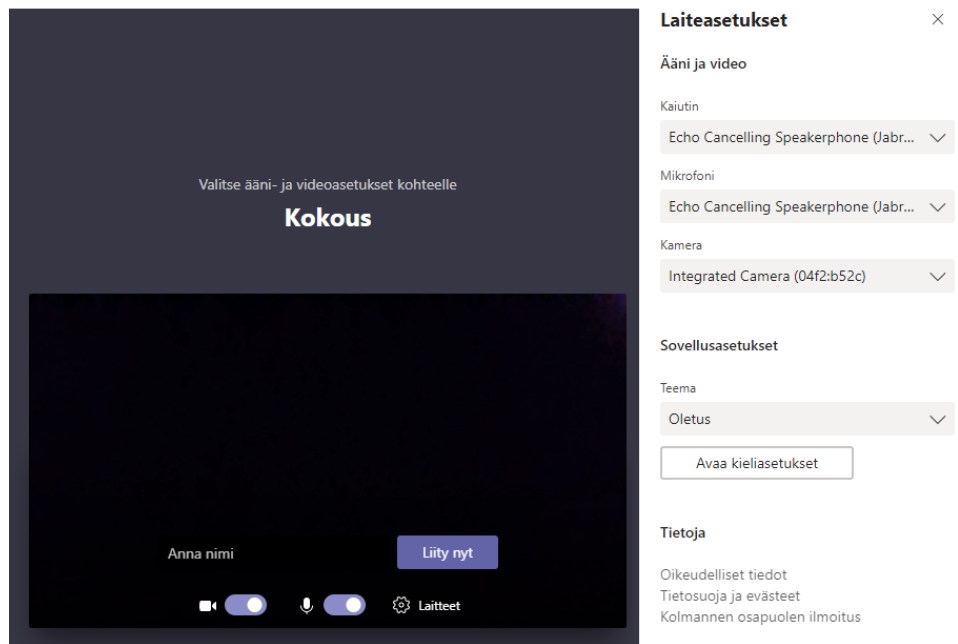 Valitse ääni- ja videoasetukset kohteelle
Kokous
Anna nimi
Liity nyt
Laitteet
Laiteasetukset
Ääni ja video
Kaiutin
Echo Cancelling Speakerphone (Jabr...
Mikrofoni
Echo Cancelling Speakerphone (Jabr...
Kamera
Integrated Camera (04f2:b52c)
Sovellusasetukset
Teema
Oletus
Avaa kieliasetukset
Tietoja
Oikeudelliset tiedot
Tietosuoja ja evästeet
Kolmannen osapuolen ilmoitus